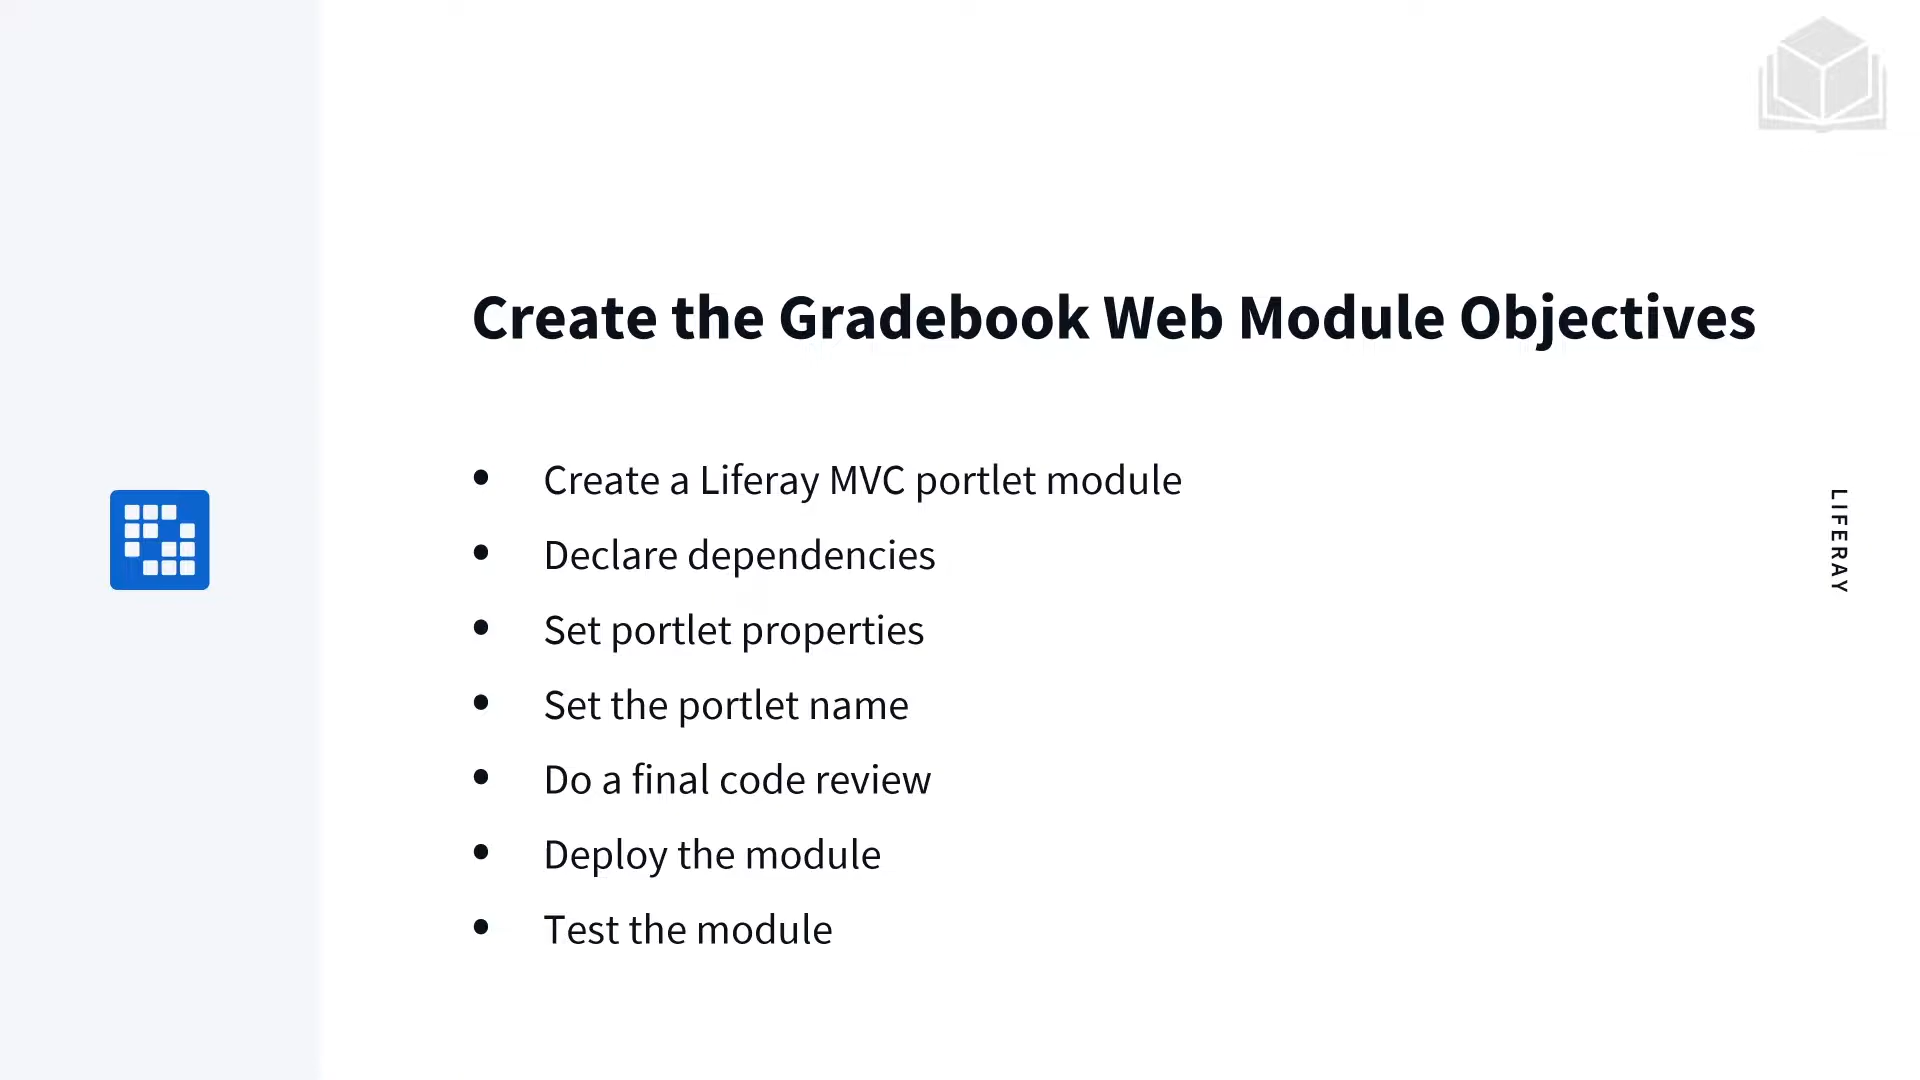 Create the Gradebook Web Module Objectives
• Create a Liferay MVC portlet module
• Declare dependencies
• Set portlet properties
• Set the portlet name
• Do a final code review
• Deploy the module
• Test the module
LIFERAY